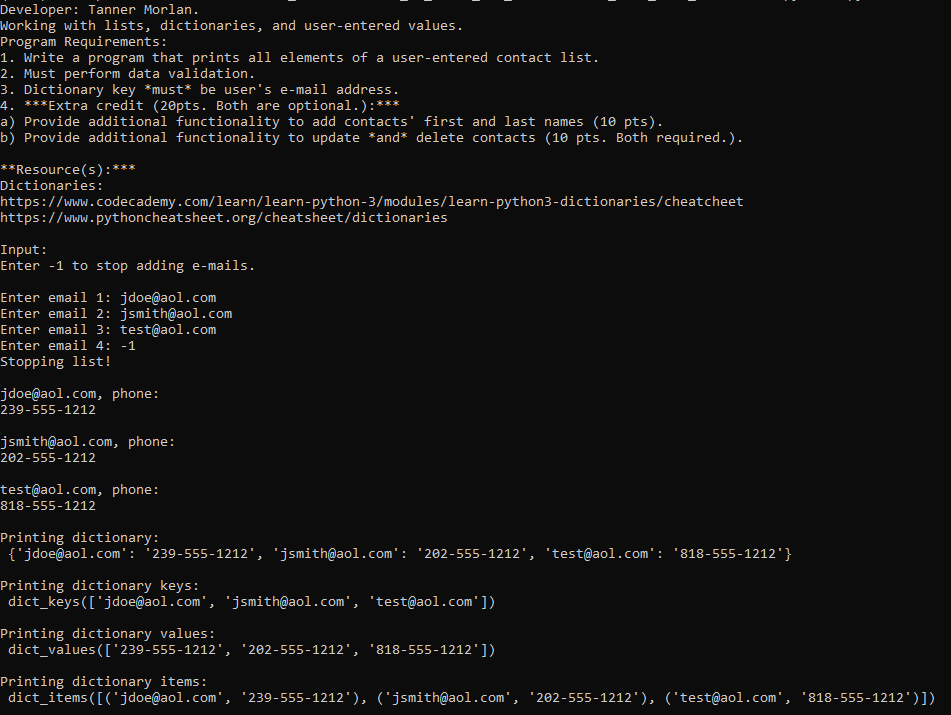 Developer: Tanner Morlan.
Working with lists, dictionaries, and user-entered values.
Program Requirements:
1. Write a program that prints all elements of a user-entered contact list.
2. Must perform data validation.
3. Dictionary key *must* be user's e-mail address.
4. ***Extra credit (20pts. Both are optional.):***
a) Provide additional functionality to add contacts' first and last names (10 pts).
b) Provide additional functionality to update *and* delete contacts (10 pts. Both required.).
**Resource(s):***
Dictionaries:
https://www.codecademy.com/learn/learn-python-3/modules/learn-python3-dictionaries/cheatcheet
https://www.pythoncheatsheet.org/cheatsheet/dictionaries
Input:
Enter -1 to stop adding e-mails.
Enter email 1: jdoe@aol.com
Enter email 2: jsmith@aol.com
Enter email 3: test@aol.com
Enter email 4: -1
Stopping list!
jdoe@aol.com, phone:
239-555-1212
jsmith@aol.com, phone:
202-555-1212
test@aol.com, phone:
818-555-1212
Printing dictionary:
{'jdoe@aol.com': '239-555-1212', 'jsmith@aol.com': '202-555-1212', 'test@aol.com': '818-555-1212'}
Printing dictionary keys:
dict_keys(['jdoe@aol.com', 'jsmith@aol.com', 'test@aol.com'])
Printing dictionary values:
dict_values(['239-555-1212', '202-555-1212', '818-555-1212'])
Printing dictionary items:
dict_items([('jdoe@aol.com', '239-555-1212'), ('jsmith@aol.com', '202-555-1212'), ('test@aol.com', '818-555-1212')])